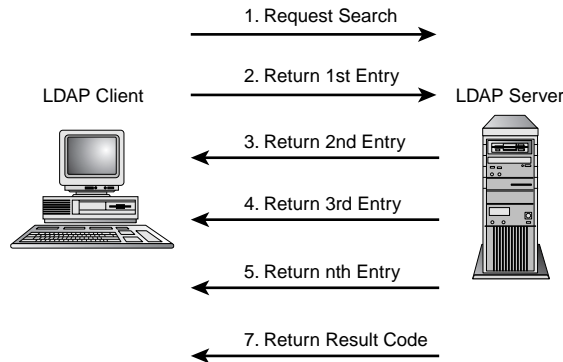 1. Request Search
2. Return 1st Entry
LDAP Client
LDAP Server
3. Return 2nd Entry
4. Return 3rd Entry
5. Return nth Entry
7. Return Result Code